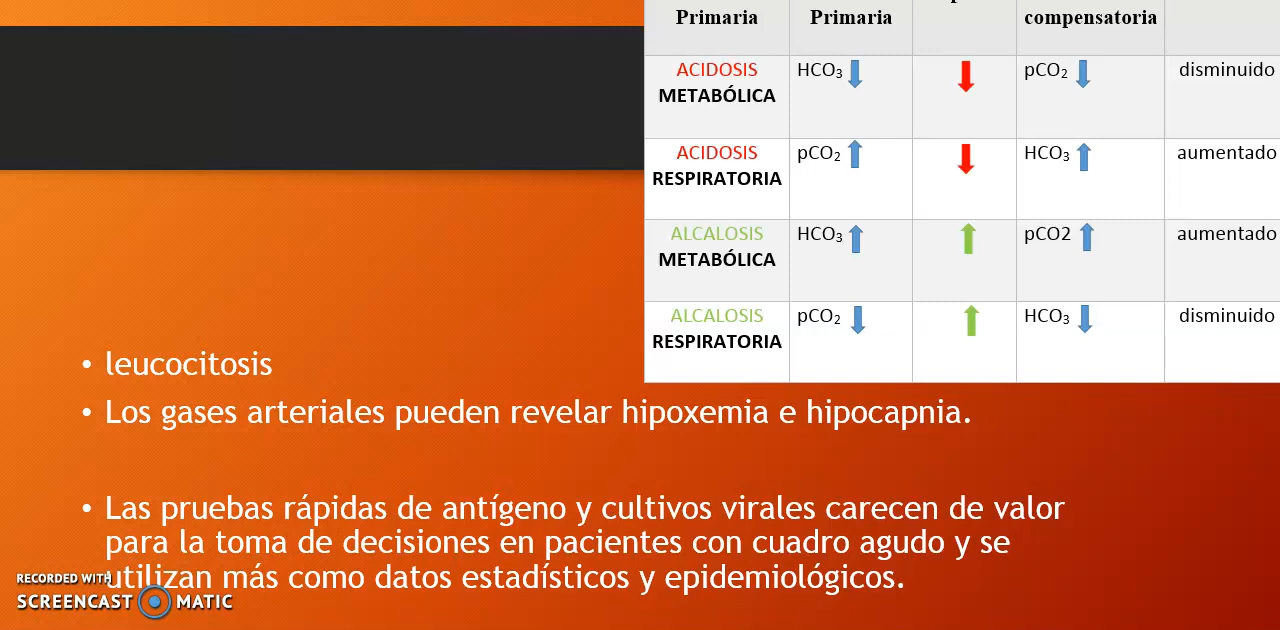 Primaria Primaria compensatoria
ACIDOSIS HCO₃ pCO₂ disminuido
METABÓLICA
ACIDOSIS pCO₂ HCO₃ aumentado
RESPIRATORIA
ALCALOSIS HCO₃ pCO2 aumentado
METABÓLICA
ALCALOSIS pCO₂ HCO₃ disminuido
RESPIRATORIA
• leucocitosis
• Los gases arteriales pueden revelar hipoxemia e hipocapnia.
• Las pruebas rápidas de antígeno y cultivos virales carecen de valor
para la toma de decisiones en pacientes con cuadro agudo y se
utilizan más como datos estadísticos y epidemiológicos.
RECORDED WITH
SCREENCAST MATIC